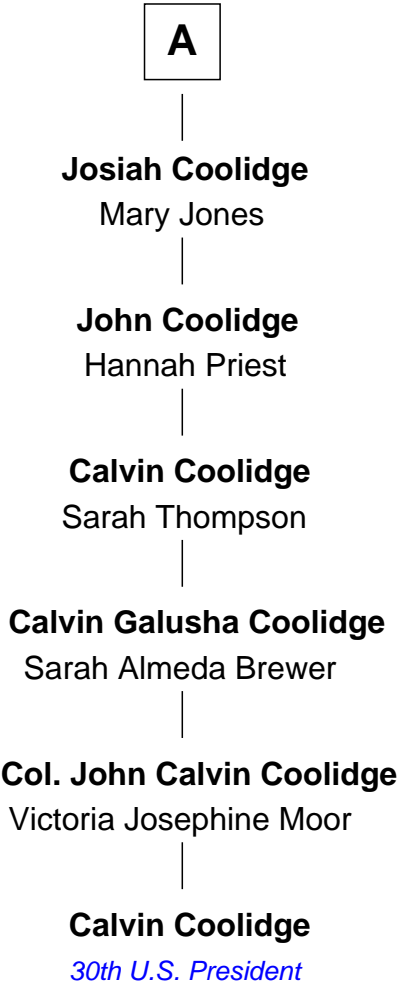 A
Josiah Coolidge
Mary Jones
John Coolidge
Hannah Priest
Calvin Coolidge
Sarah Thompson
Calvin Galusha Coolidge
Sarah Almeda Brewer
Col. John Calvin Coolidge
Victoria Josephine Moor
Calvin Coolidge
30th U.S. President